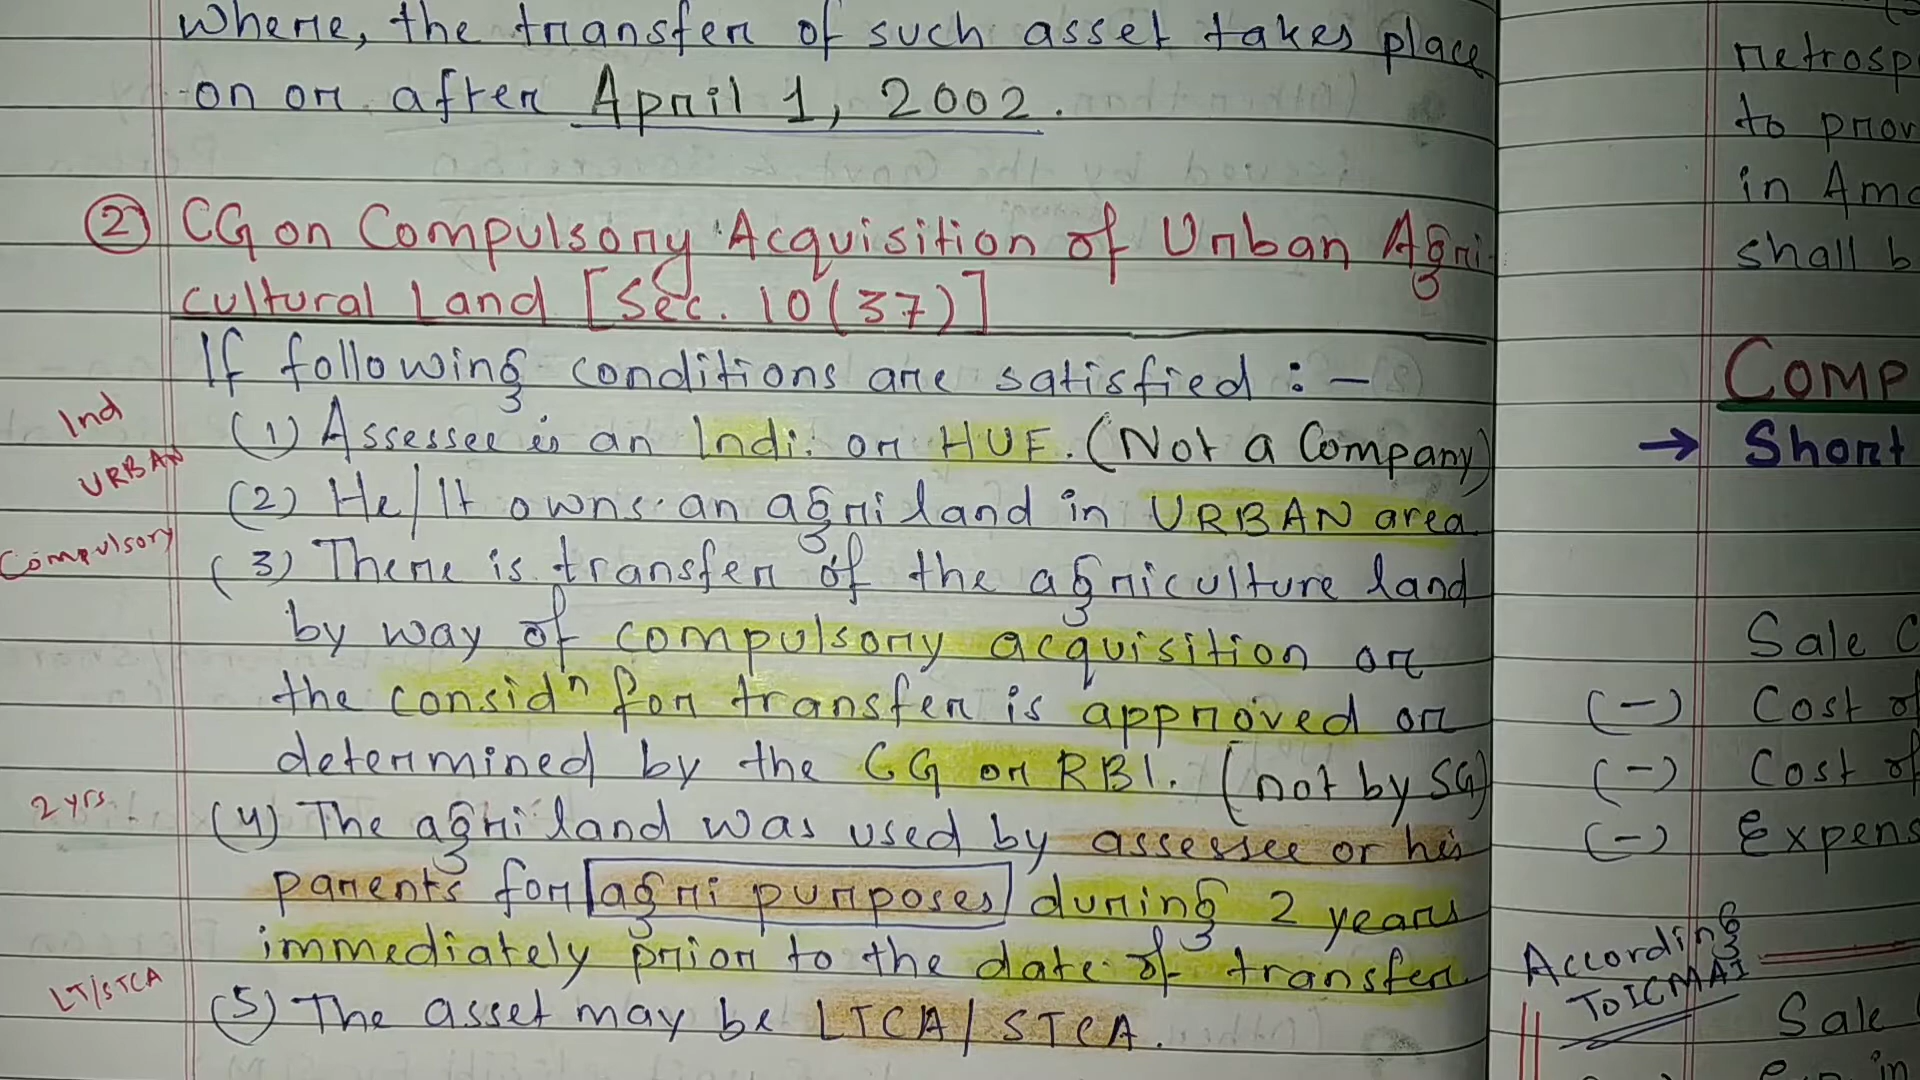 where, the transfer of such asset takes place
on or after April 1, 2002.
② CG on Compulsory Acquisition of Urban Agri-
cultural Land [Sec. 10(37)]
If following conditions are satisfied :-
Ind
(1) Assessee is an Indi. or HUF. (Not a Company)
URBAN
(2) He/It owns an agri land in URBAN area
Compulsory
(3) There is transfer of the agriculture land
by way of compulsory acquisition or
the considⁿ for transfer is approved or
determined by the CG or RBI. (not by SG)
2 yrs.
(4) The agri land was used by assessee or his
parents for agri purposes during 2 years
immediately prior to the date of transfer.
LT/STCA
(5) The asset may be LTCA/STCA.
retrosp
to prov
in Ama
shall b
Comp
→ Short
Sale C
(-) Cost of
(-) Cost of
(-) Expens
According
To ICMAI
Sale